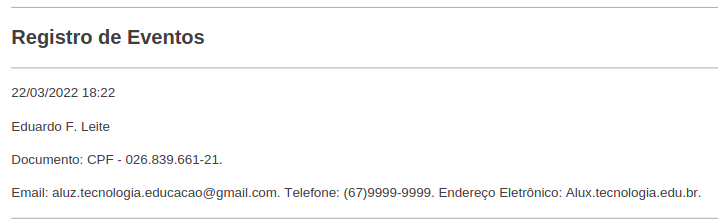 Registro de Eventos
22/03/2022 18:22
Eduardo F. Leite
Documento: CPF - 026.839.661-21.
Email: aluz.tecnologia.educacao@gmail.com. Telefone: (67)9999-9999. Endereço Eletrônico: Alux.tecnologia.edu.br.